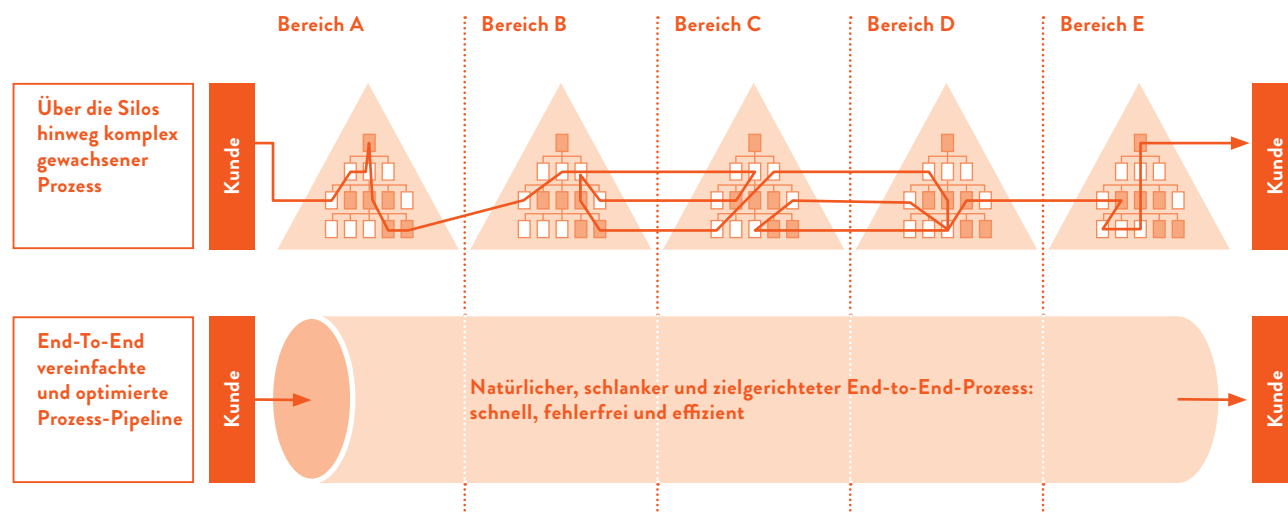 Bereich A
Bereich B
Bereich C
Bereich D
Bereich E
Über die Silos
hinweg komplex
gewachsener
Prozess
Kunde
Kunde
End-To-End
vereinfachte
und optimierte
Prozess-Pipeline
Kunde
Natürlicher, schlanker und zielgerichteter End-to-End-Prozess:
schnell, fehlerfrei und effizient
Kunde